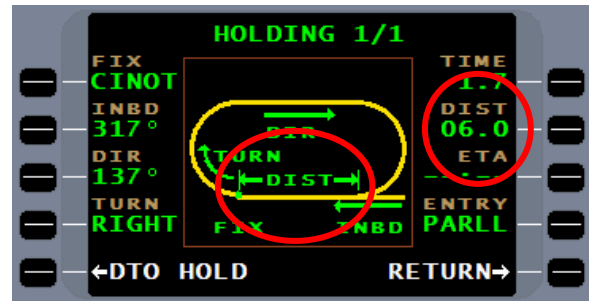 HOLDING 1/1
FIX
CINOT
INBD
317°
DIR
137°
TURN
RIGHT
DIR
TURN
DIST
FIX INBD
TIME
1.7
DIST
06.0
ETA
--:--
ENTRY
PARLL
←DTO HOLD
RETURN→